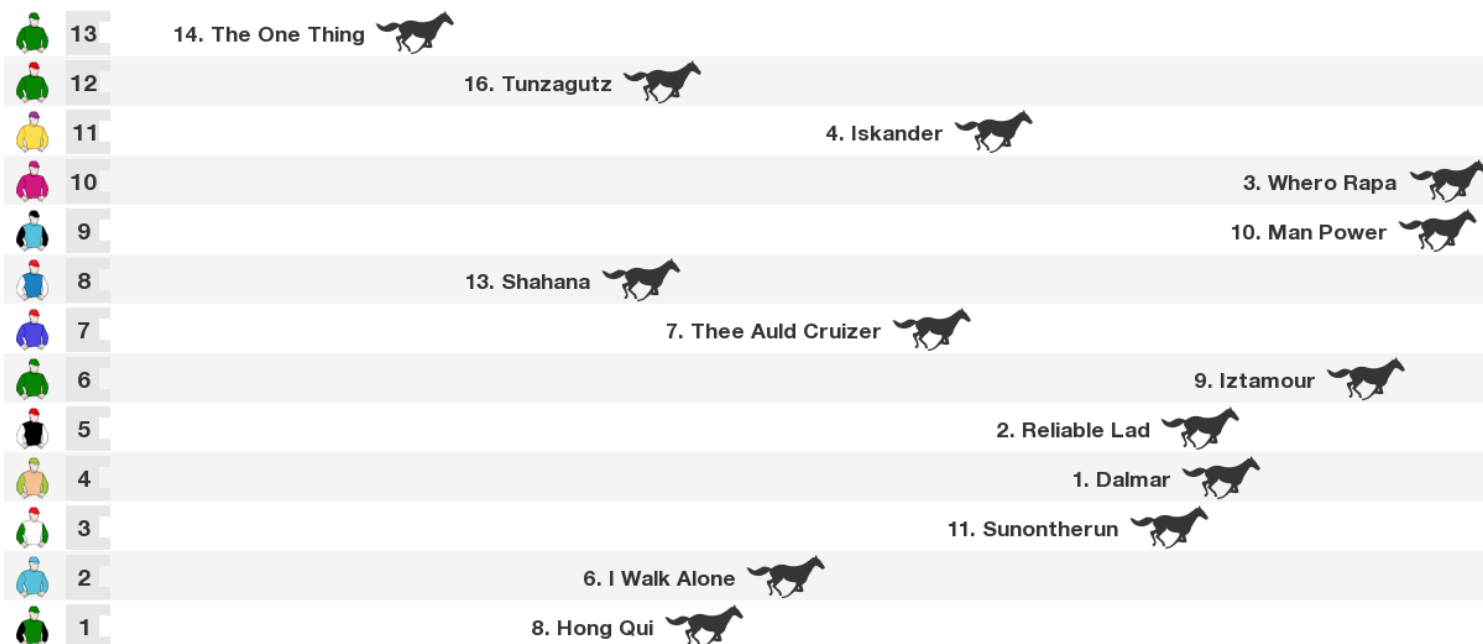 13 14. The One Thing
12 16. Tunzagutz
11 4. Iskander
10 3. Whero Rapa
9 10. Man Power
8 13. Shahana
7 7. Thee Auld Cruizer
6 9. Iztamour
5 2. Reliable Lad
4 1. Dalmar
3 11. Sunontherun
2 6. I Walk Alone
1 8. Hong Qui